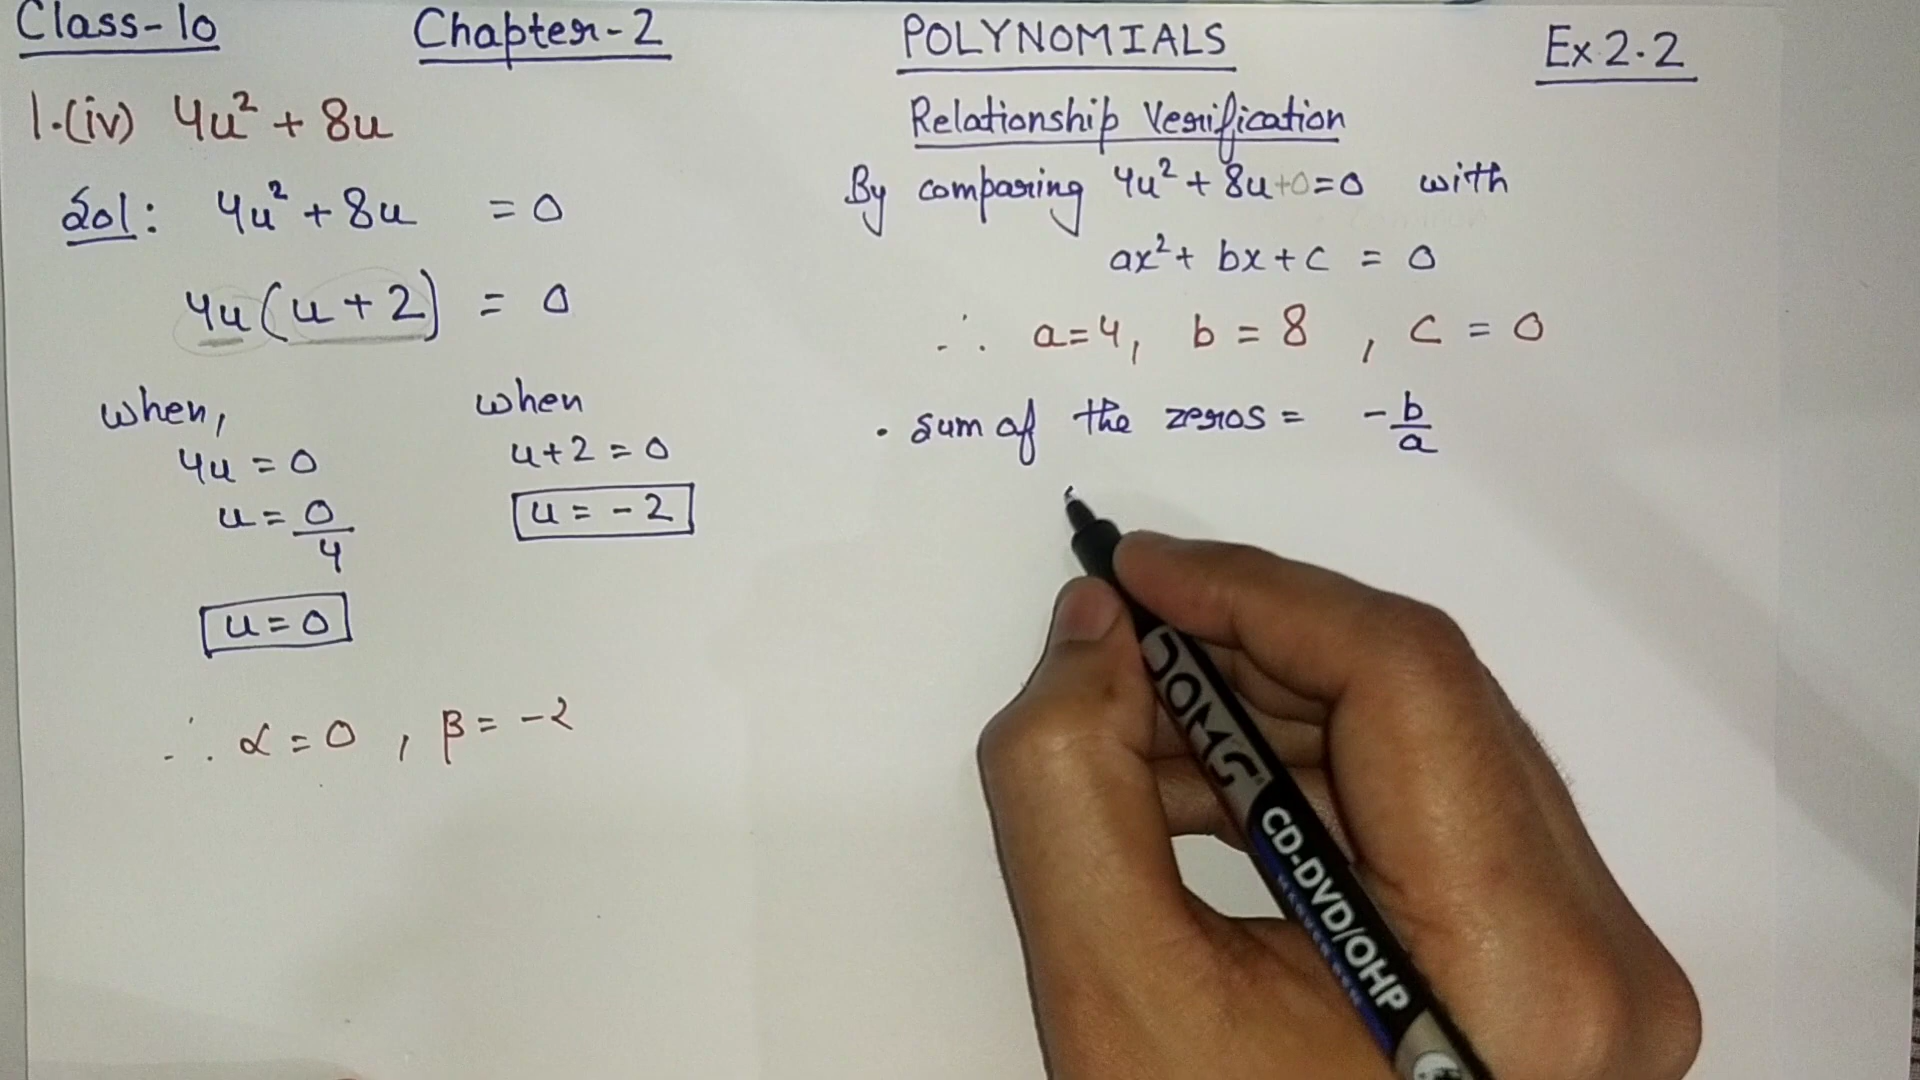 Class-10 Chapter-2 POLYNOMIALS Ex 2.2
1.(iv) 4u² + 8u
Sol: 4u² + 8u = 0
4u(u+2) = 0
when,
4u = 0
u = 0/4
u = 0
when
u+2 = 0
u = -2
∴ α = 0 , β = -2
Relationship Verification
By comparing 4u² + 8u+0=0 with
ax² + bx + c = 0
∴ a=4, b = 8 , c = 0
• sum of the zeros = -b/a
DOMS CD-DVD/OHP
MARKER PEN